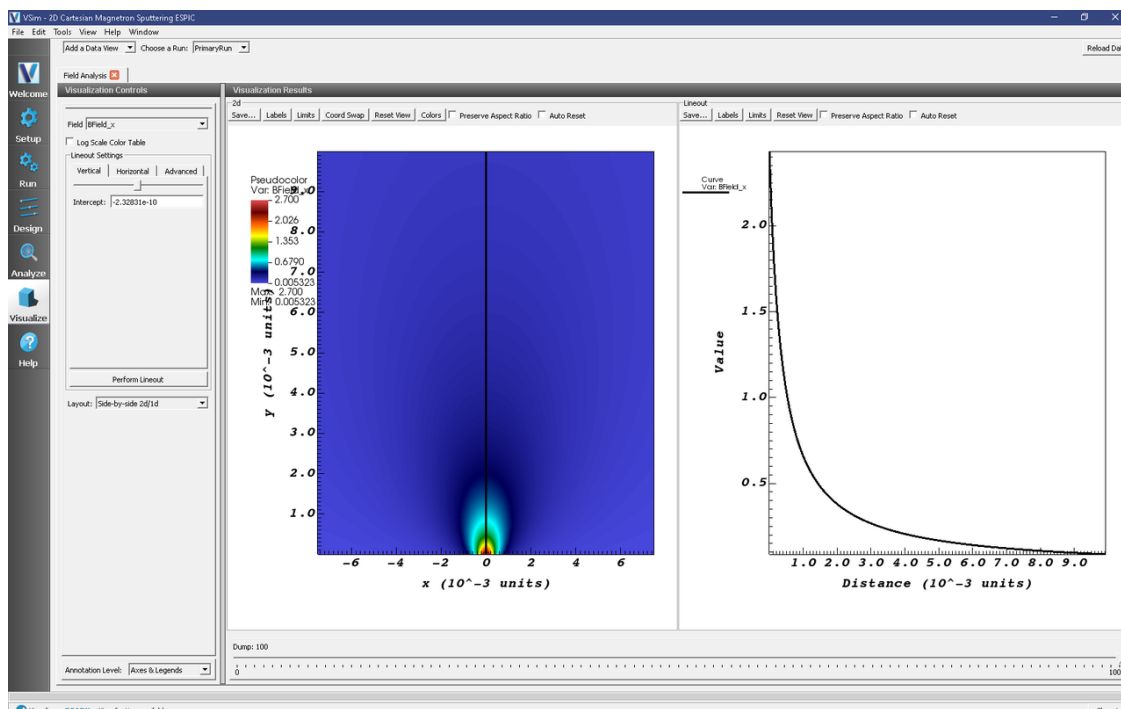 VSim - 2D Cartesian Magnetron Sputtering ESPIC
File Edit Tools View Help Window
Add a Data View Choose a Run: PrimaryRun
Reload Dat
Welcome
Setup
Run
Design
Analyze
Visualize
Help
Field Analysis
Visualization Controls
Field BField_x
Log Scale Color Table
Lineout Settings
Vertical Horizontal Advanced
Intercept: -2.32831e-10
Perform Lineout
Layout: Side-by-side 2d/1d
Annotation Level: Axes & Legends
Visualization Results
2d
Save... Labels Limits Coord Swap Reset View Colors Preserve Aspect Ratio Auto Reset
Pseudocolor
Var: BField_x
2.700
2.026
1.353
0.6790
0.005323
Max: 2.700
Min: 0.005323
9.0
8.0
7.0
6.0
5.0
4.0
3.0
2.0
1.0
y (10^-3 units)
-6 -4 -2 0 2 4 6
x (10^-3 units)
Lineout
Save... Labels Limits Reset View Preserve Aspect Ratio Auto Reset
Curve
Var: BField_x
2.0
1.5
1.0
0.5
Value
1.0 2.0 3.0 4.0 5.0 6.0 7.0 8.0 9.0
Distance (10^-3 units)
Dump: 100
0
100